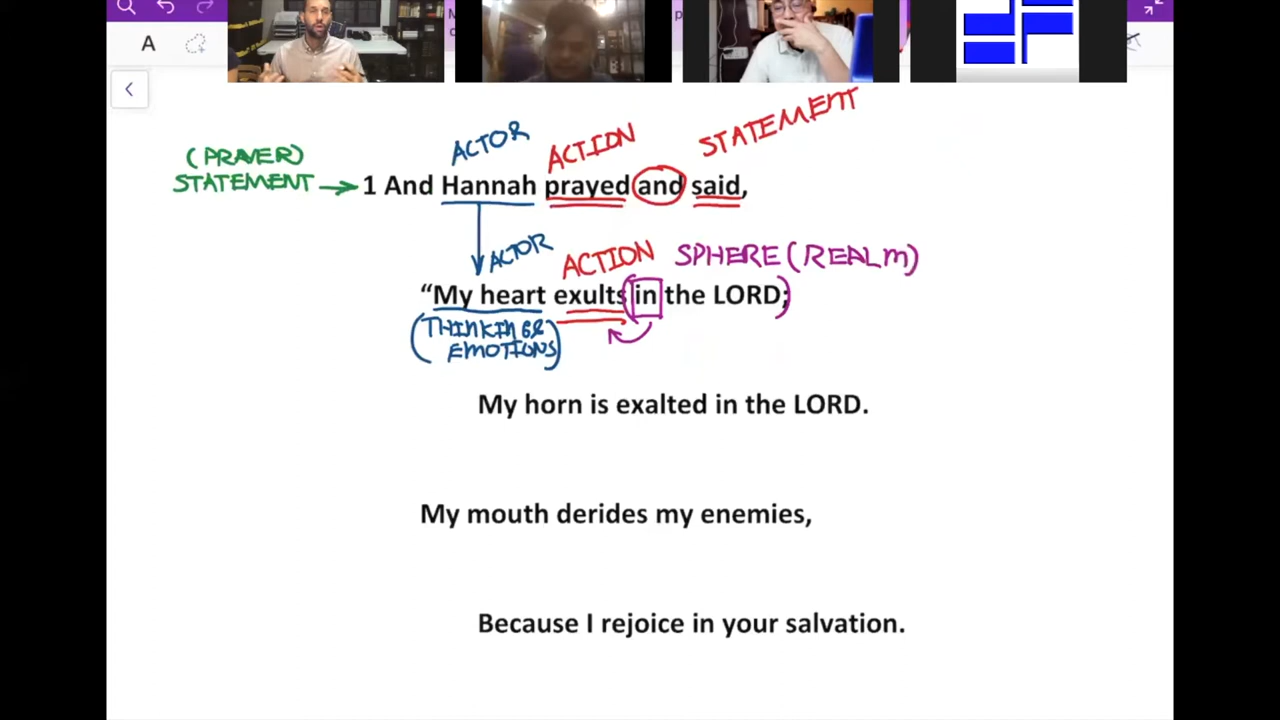 A
ACTOR ACTION STATEMENT
(PRAYER)
STATEMENT
1 And Hannah prayed and said,
ACTOR ACTION SPHERE (REALM)
“My heart exults in the LORD;
(THINKING &
EMOTIONS)
My horn is exalted in the LORD.
My mouth derides my enemies,
Because I rejoice in your salvation.